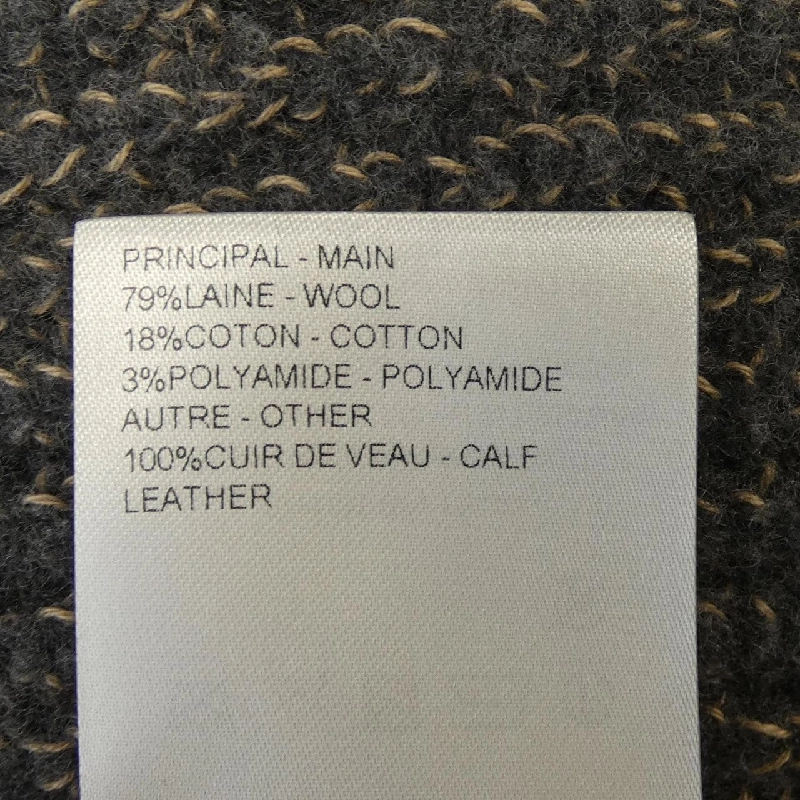 PRINCIPAL - MAIN
79%LAINE - WOOL
18%COTON - COTTON
3%POLYAMIDE - POLYAMIDE
AUTRE - OTHER
100%CUIR DE VEAU - CALF
LEATHER